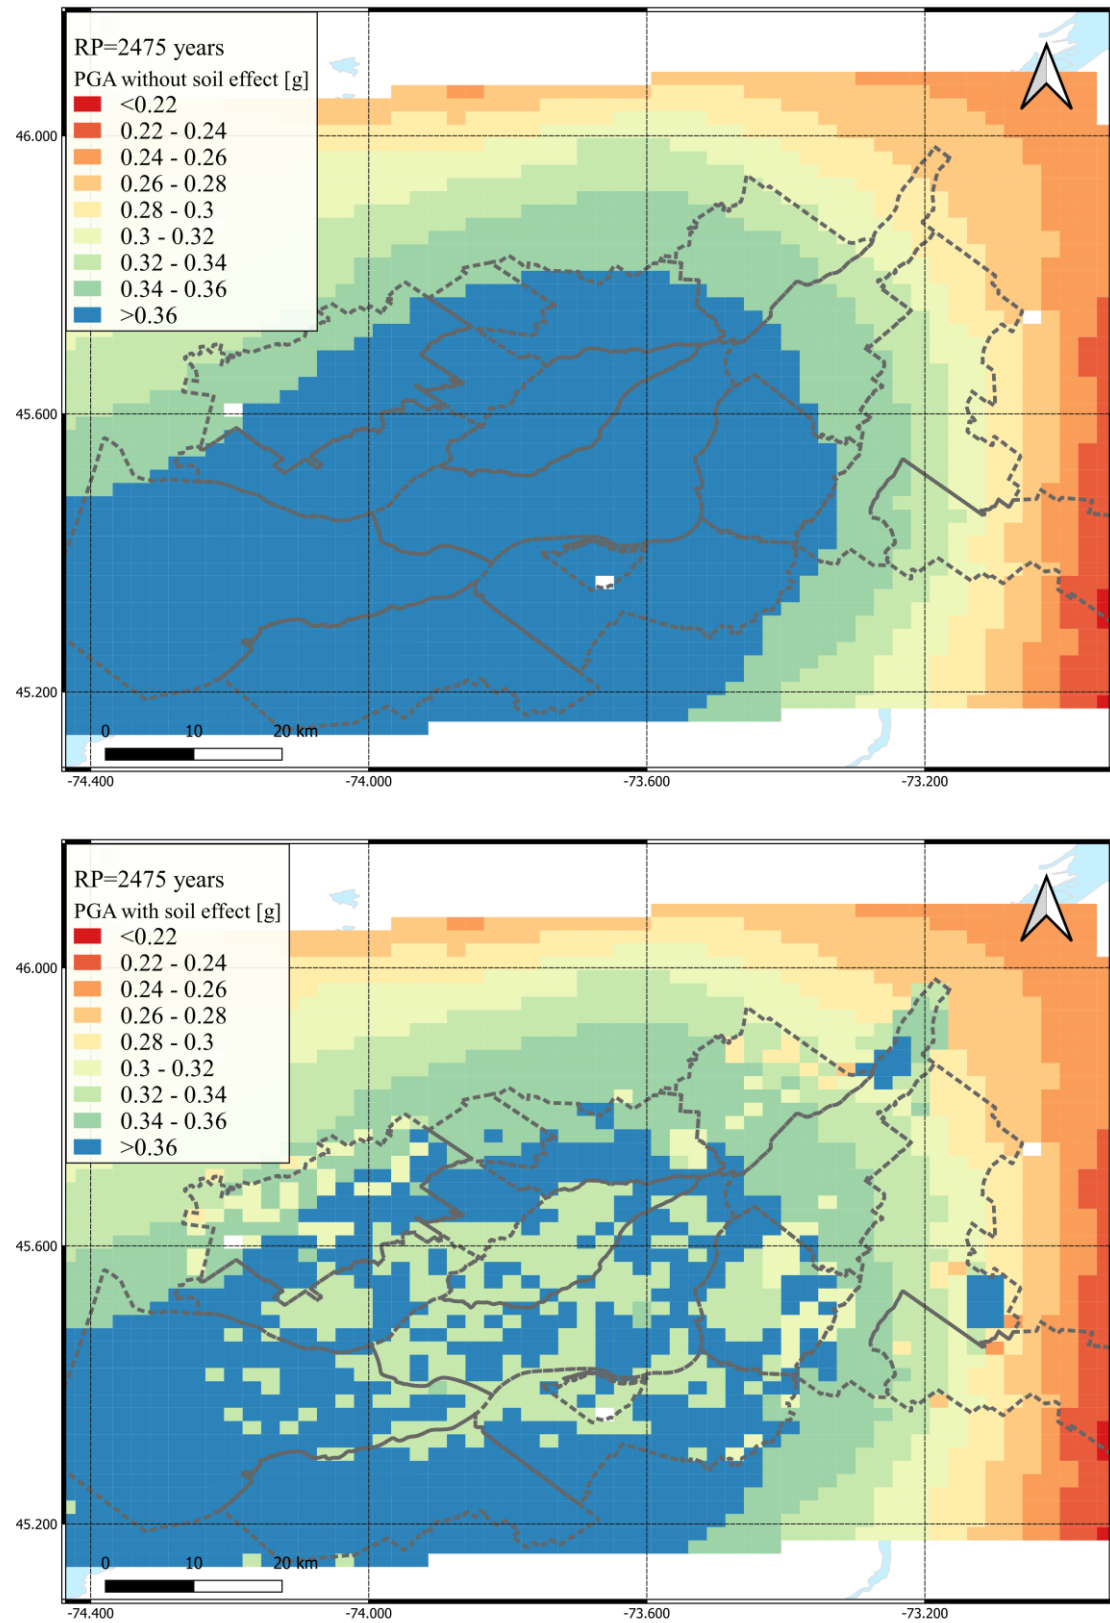 RP=2475 years
PGA without soil effect [g]
<0.22
0.22 - 0.24
0.24 - 0.26
0.26 - 0.28
0.28 - 0.3
0.3 - 0.32
0.32 - 0.34
0.34 - 0.36
>0.36
46.000
45.600
45.200
0 10 20 km
-74.400 -74.000 -73.600 -73.200
RP=2475 years
PGA with soil effect [g]
<0.22
0.22 - 0.24
0.24 - 0.26
0.26 - 0.28
0.28 - 0.3
0.3 - 0.32
0.32 - 0.34
0.34 - 0.36
>0.36
46.000
45.600
45.200
0 10 20 km
-74.400 -74.000 -73.600 -73.200